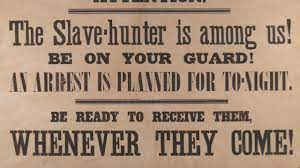 ATTENTION!
The Slave-hunter is among us!
BE ON YOUR GUARD!
AN ARREST IS PLANNED FOR TO-NIGHT.
BE READY TO RECEIVE THEM,
WHENEVER THEY COME!